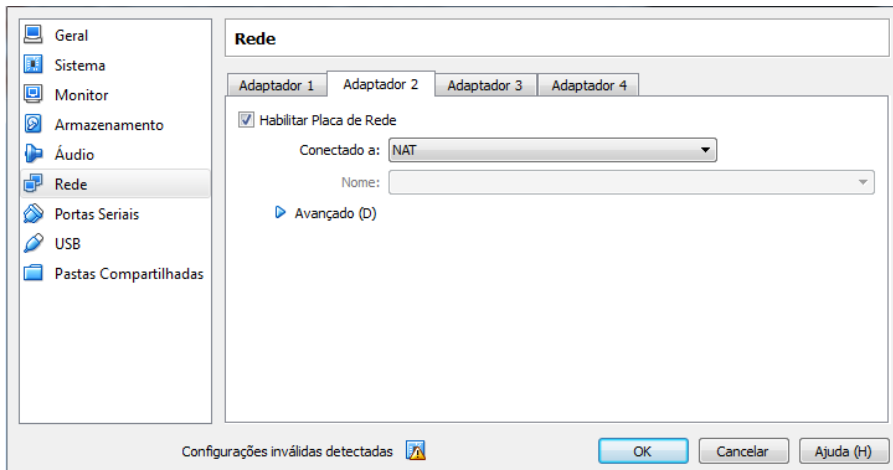 Geral
Sistema
Monitor
Armazenamento
Áudio
Rede
Portas Seriais
USB
Pastas Compartilhadas
Rede
Adaptador 1 Adaptador 2 Adaptador 3 Adaptador 4
Habilitar Placa de Rede
Conectado a: NAT
Nome:
Avançado (D)
Configurações inválidas detectadas
OK Cancelar Ajuda (H)